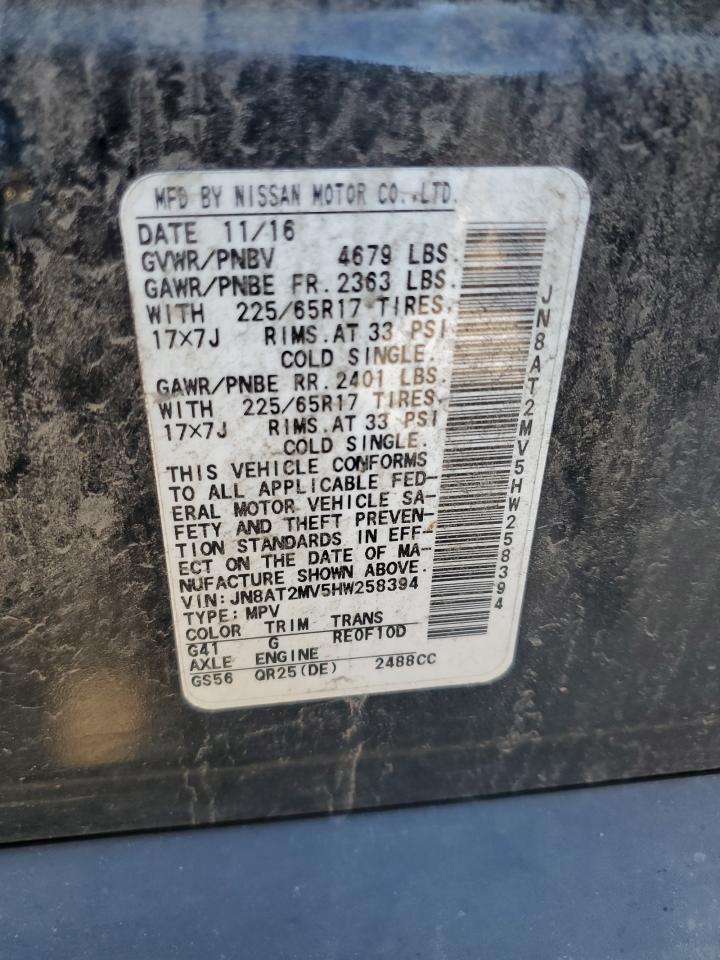 MFD BY NISSAN MOTOR CO.,LTD.
DATE 11/16
GVWR/PNBV 4679 LBS.
GAWR/PNBE FR. 2363 LBS.
WITH 225/65R17 TIRES,
17×7J RIMS.AT 33 PSI
COLD SINGLE.
GAWR/PNBE RR. 2401 LBS.
WITH 225/65R17 TIRES,
17×7J RIMS.AT 33 PSI
COLD SINGLE.
THIS VEHICLE CONFORMS
TO ALL APPLICABLE FED-
ERAL MOTOR VEHICLE SA-
FETY AND THEFT PREVEN-
TION STANDARDS IN EFF-
ECT ON THE DATE OF MA-
NUFACTURE SHOWN ABOVE.
VIN: JN8AT2MV5HW258394
TYPE: MPV
COLOR TRIM TRANS
G41 G RE0F10D
AXLE ENGINE
GS56 QR25(DE) 2488CC
JN8AT2MV5HW258394